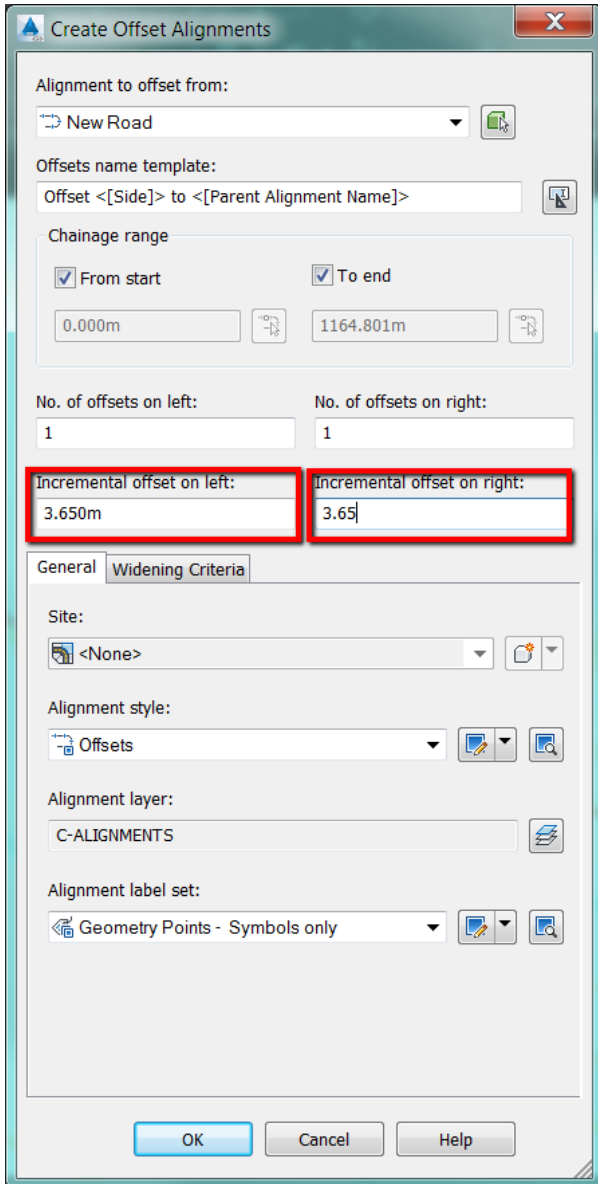 Create Offset Alignments
Alignment to offset from:
New Road
Offsets name template:
Offset <[Side]> to <[Parent Alignment Name]>
Chainage range
From start To end
0.000m 1164.801m
No. of offsets on left: No. of offsets on right:
1 1
Incremental offset on left: Incremental offset on right:
3.650m 3.65
General Widening Criteria
Site:
<None>
Alignment style:
Offsets
Alignment layer:
C-ALIGNMENTS
Alignment label set:
Geometry Points - Symbols only
OK Cancel Help